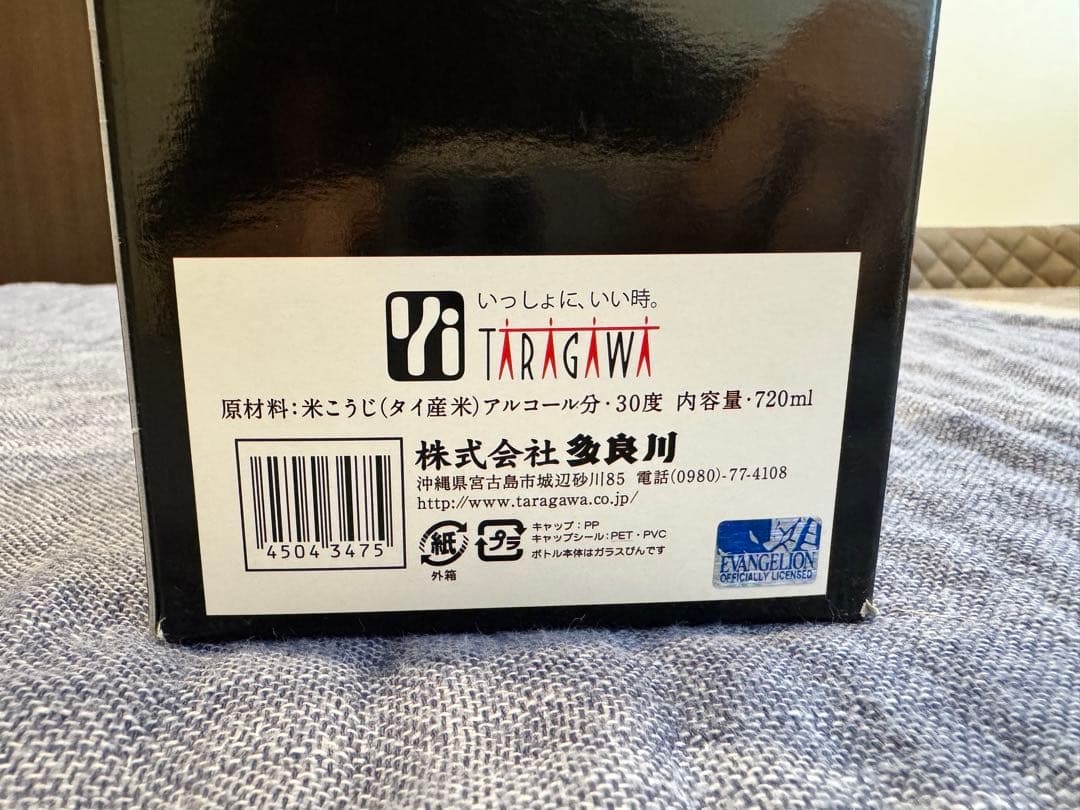 Yi
いっしょに、いい時。
TARAGAWA
原材料:米こうじ(タイ産米)アルコール分・30度 内容量・720ml
株式会社 多良川
沖縄県宮古島市城辺砂川85 電話(0980)-77-4108
http://www.taragawa.co.jp/
4504 3475
紙
外箱
プラ
キャップ:PP
キャップシール:PET・PVC
ボトル本体はガラスびんです
EVANGELION
OFFICIALLY LICENSED